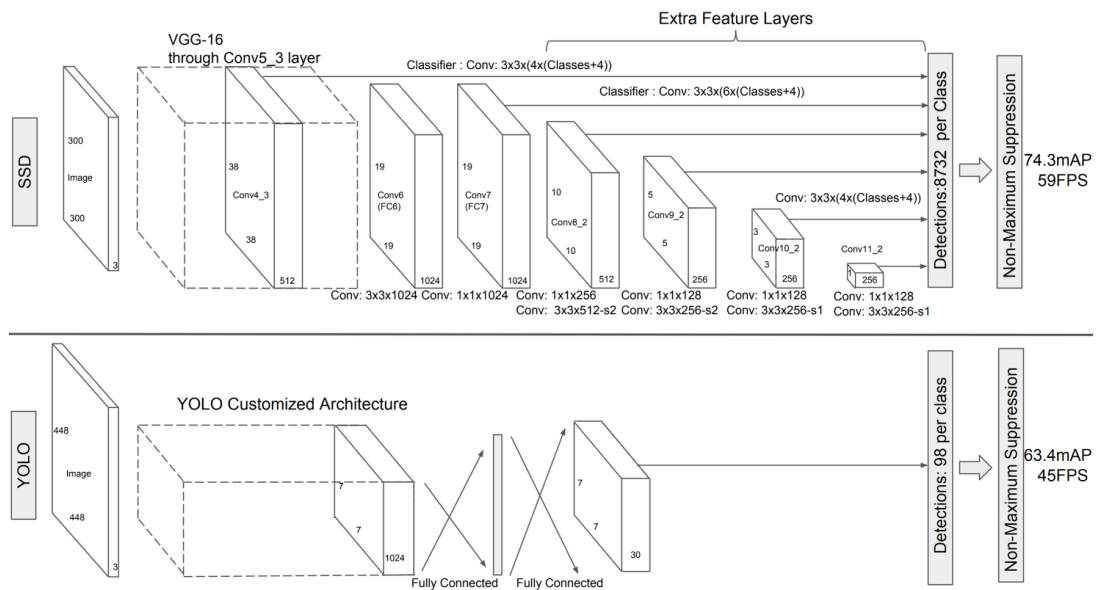 Extra Feature Layers
VGG-16
through Conv5_3 layer
Classifier : Conv: 3x3x(4x(Classes+4))
Classifier : Conv: 3x3x(6x(Classes+4))
SSD
300
Image
300
3
38
Conv4_3
38
512
19
Conv6
(FC6)
19
1024
19
Conv7
(FC7)
19
1024
10
Conv8_2
10
512
5
Conv9_2
5
256
Conv: 3x3x(4x(Classes+4))
3
Conv10_2
3
256
Conv11_2
1
256
Conv: 3x3x1024
Conv: 1x1x1024
Conv: 1x1x256
Conv: 3x3x512-s2
Conv: 1x1x128
Conv: 3x3x256-s2
Conv: 1x1x128
Conv: 3x3x256-s1
Conv: 1x1x128
Conv: 3x3x256-s1
Detections:8732 per Class
Non-Maximum Suppression
74.3mAP
59FPS
YOLO
448
Image
448
3
YOLO Customized Architecture
7
7
1024
Fully Connected
Fully Connected
7
7
30
Detections: 98 per class
Non-Maximum Suppression
63.4mAP
45FPS